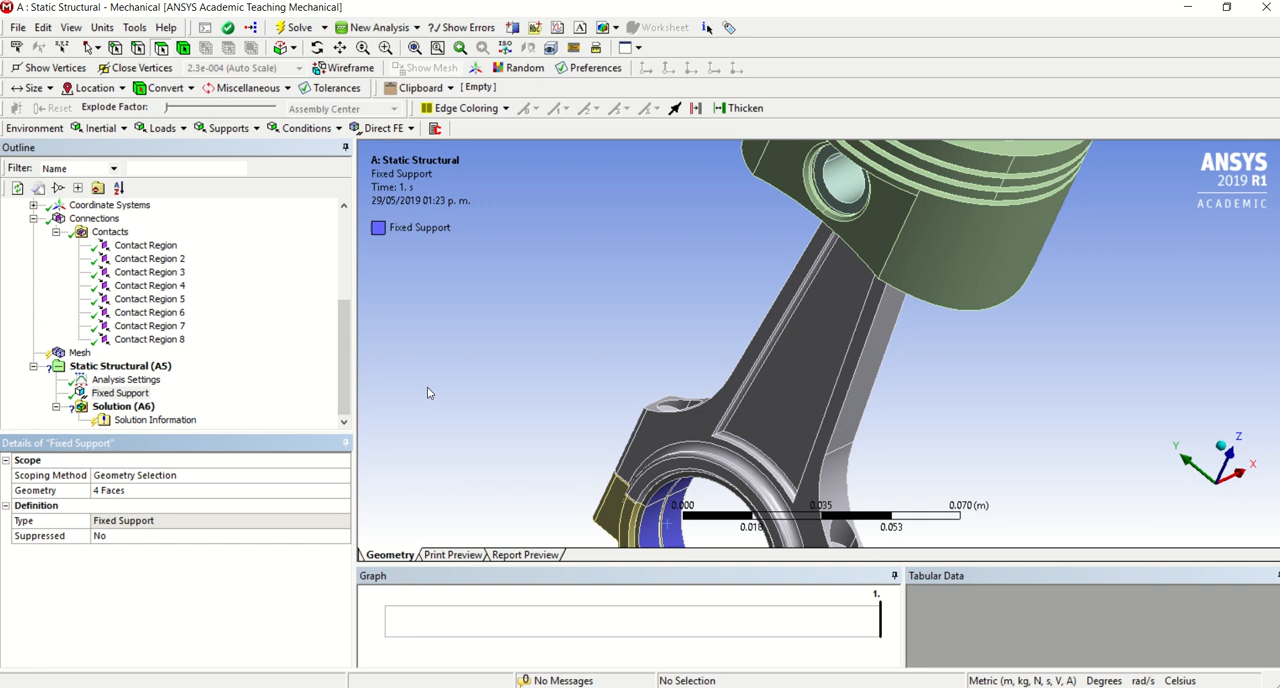 A : Static Structural - Mechanical [ANSYS Academic Teaching Mechanical]
File Edit View Units Tools Help Solve New Analysis ?/ Show Errors Worksheet
Show Vertices Close Vertices 2.3e-004 (Auto Scale) Wireframe Show Mesh Random Preferences
Size Location Convert Miscellaneous Tolerances Clipboard [ Empty ]
Reset Explode Factor: Assembly Center Edge Coloring Thicken
Environment Inertial Loads Supports Conditions Direct FE
Outline
Filter: Name
Coordinate Systems
Connections
Contacts
Contact Region
Contact Region 2
Contact Region 3
Contact Region 4
Contact Region 5
Contact Region 6
Contact Region 7
Contact Region 8
Mesh
Static Structural (A5)
Analysis Settings
Fixed Support
Solution (A6)
Solution Information
Details of "Fixed Support"
Scope
Scoping Method Geometry Selection
Geometry 4 Faces
Definition
Type Fixed Support
Suppressed No
A: Static Structural
Fixed Support
Time: 1. s
29/05/2019 01:23 p. m.
Fixed Support
ANSYS
2019 R1
ACADEMIC
Y
Z
X
0.000 0.035 0.070 (m)
0.018 0.053
Geometry Print Preview Report Preview
Graph
1.
Tabular Data
No Messages No Selection Metric (m, kg, N, s, V, A) Degrees rad/s Celsius